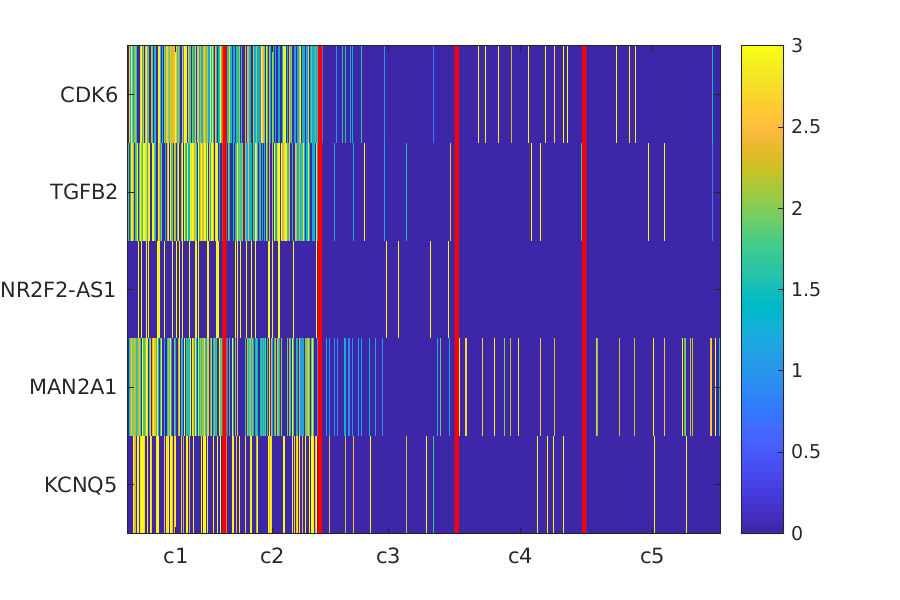 CDK6
TGFB2
NR2F2-AS1
MAN2A1
KCNQ5
c1 c2 c3 c4 c5
3
2.5
2
1.5
1
0.5
0